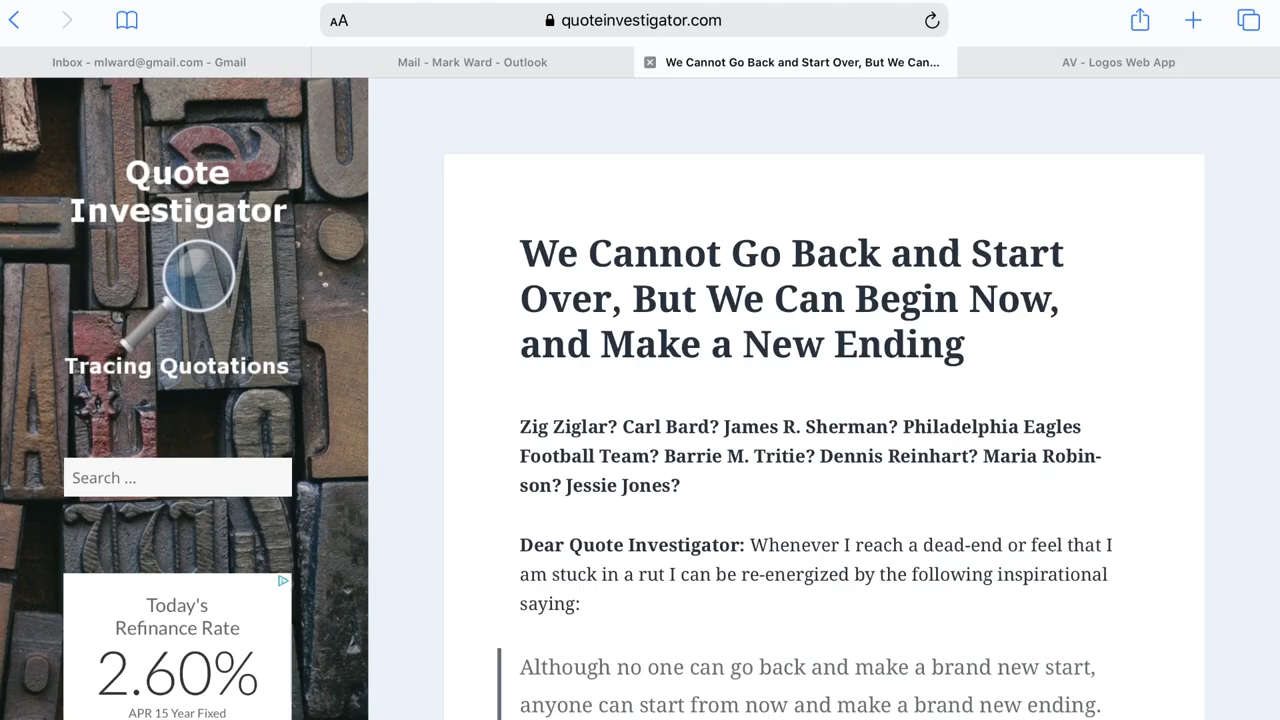 AA
quoteinvestigator.com
Inbox - mlward@gmail.com - Gmail
Mail - Mark Ward - Outlook
We Cannot Go Back and Start Over, But We Can...
AV - Logos Web App
Quote
Investigator
Tracing Quotations
Search ...
Today's
Refinance Rate
2.60%
APR 15 Year Fixed
We Cannot Go Back and Start
Over, But We Can Begin Now,
and Make a New Ending
Zig Ziglar? Carl Bard? James R. Sherman? Philadelphia Eagles
Football Team? Barrie M. Tritie? Dennis Reinhart? Maria Robin-
son? Jessie Jones?
Dear Quote Investigator: Whenever I reach a dead-end or feel that I
am stuck in a rut I can be re-energized by the following inspirational
saying:
Although no one can go back and make a brand new start,
anyone can start from now and make a brand new ending.